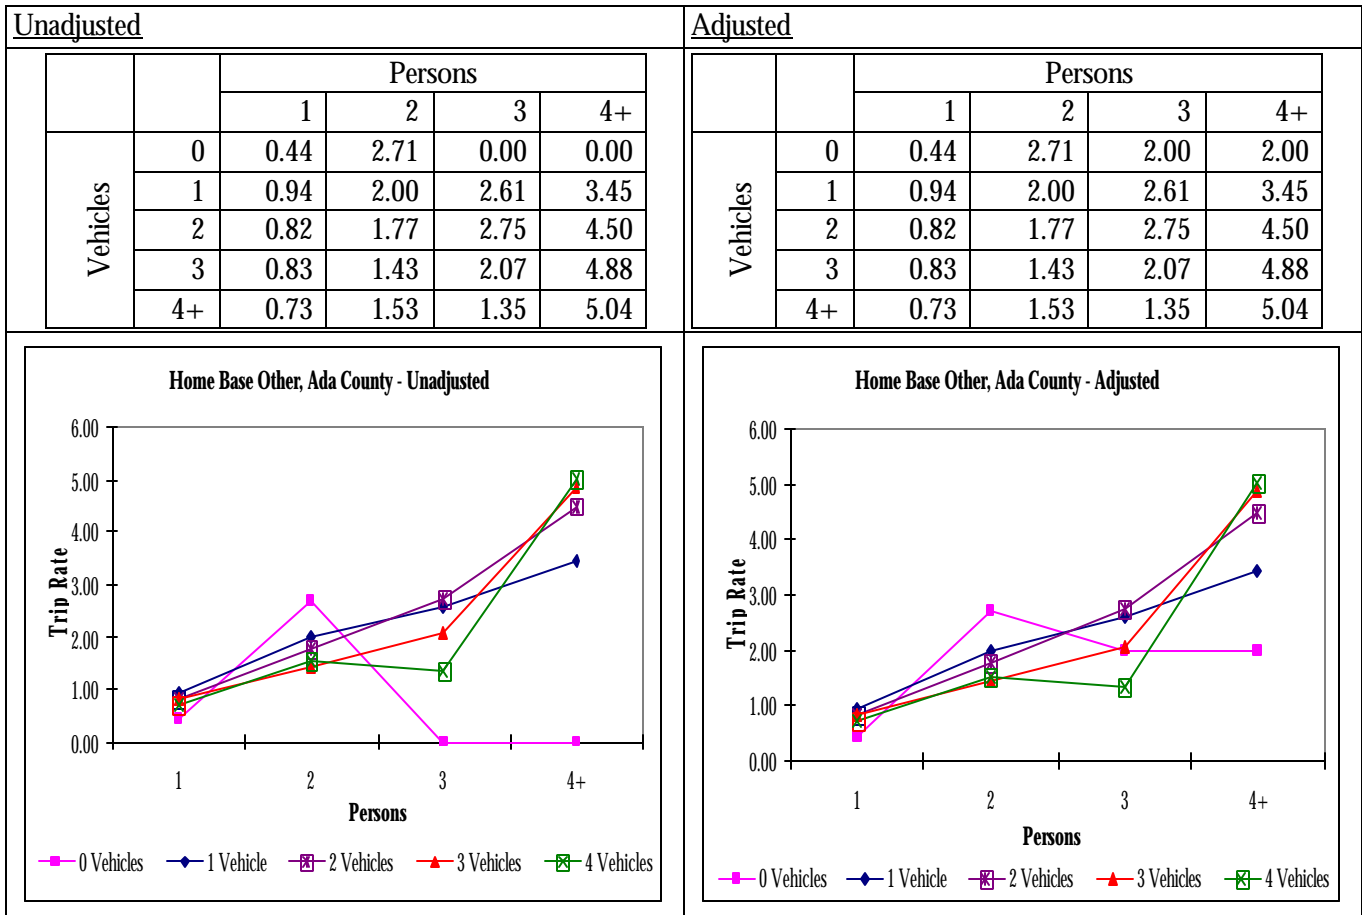 Unadjusted
Persons
1 2 3 4+
Vehicles
0 0.44 2.71 0.00 0.00
1 0.94 2.00 2.61 3.45
2 0.82 1.77 2.75 4.50
3 0.83 1.43 2.07 4.88
4+ 0.73 1.53 1.35 5.04
Adjusted
Persons
1 2 3 4+
Vehicles
0 0.44 2.71 2.00 2.00
1 0.94 2.00 2.61 3.45
2 0.82 1.77 2.75 4.50
3 0.83 1.43 2.07 4.88
4+ 0.73 1.53 1.35 5.04
Home Base Other, Ada County - Unadjusted
6.00
5.00
4.00
3.00
2.00
1.00
0.00
Trip Rate
1 2 3 4+
Persons
0 Vehicles 1 Vehicle 2 Vehicles 3 Vehicles 4 Vehicles
Home Base Other, Ada County - Adjusted
6.00
5.00
4.00
3.00
2.00
1.00
0.00
Trip Rate
1 2 3 4+
Persons
0 Vehicles 1 Vehicle 2 Vehicles 3 Vehicles 4 Vehicles